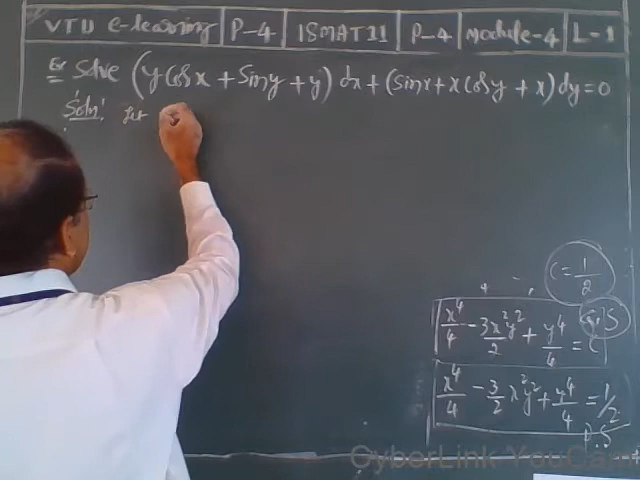 VTU e-learning P-4 18MAT11 P-4 Module-4 L-1
Ex Solve (y cos x + sin y + y) dx + (sin x + x cos y + x) dy = 0
Soln: Let
C = 1/2
x⁴/4 - 3x²y²/2 + y⁴/4 = C G.S
x⁴/4 - 3/2 x²y² + y⁴/4 = 1/2
P.S
CyberLink YouCam